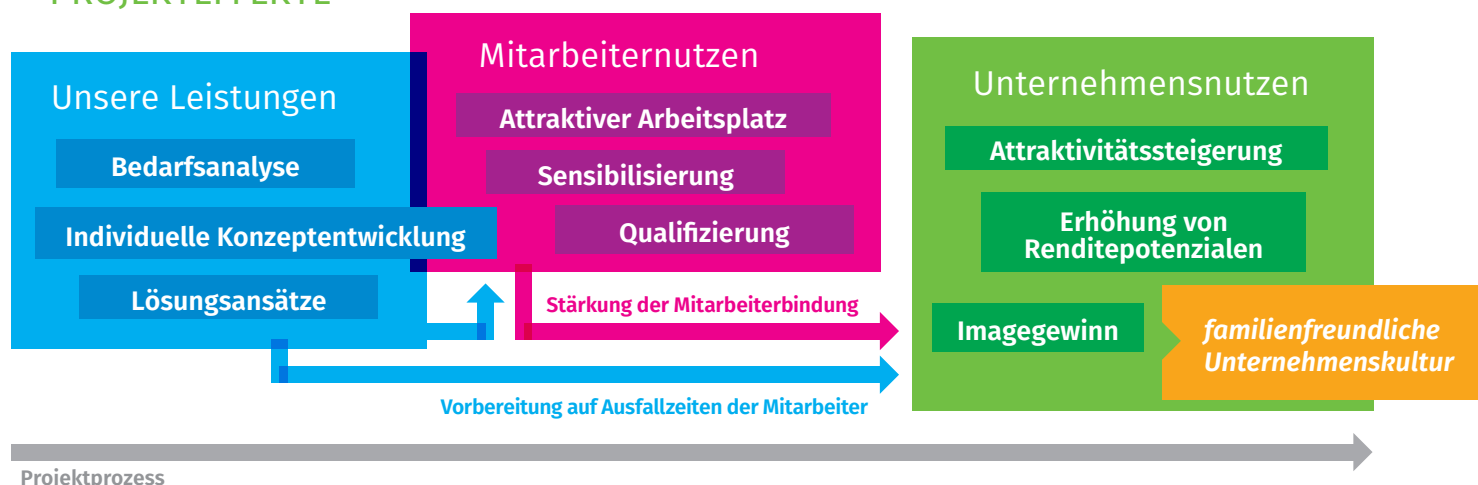 PROJEKTEFFEKTE
Unsere Leistungen
Bedarfsanalyse
Individuelle Konzeptentwicklung
Lösungsansätze
Mitarbeiternutzen
Attraktiver Arbeitsplatz
Sensibilisierung
Qualifizierung
Stärkung der Mitarbeiterbindung
Vorbereitung auf Ausfallzeiten der Mitarbeiter
Unternehmensnutzen
Attraktivitätssteigerung
Erhöhung von
Renditepotenzialen
Imagegewinn
familienfreundliche
Unternehmenskultur
Projektprozess